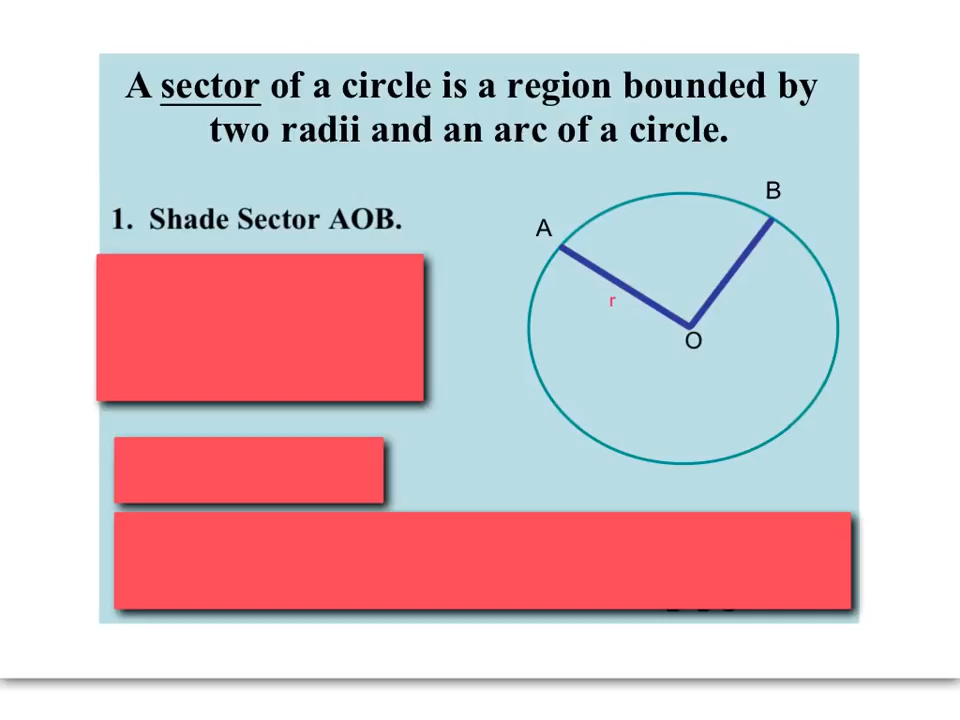 A sector of a circle is a region bounded by
two radii and an arc of a circle.
1. Shade Sector AOB.
B
A
r
O